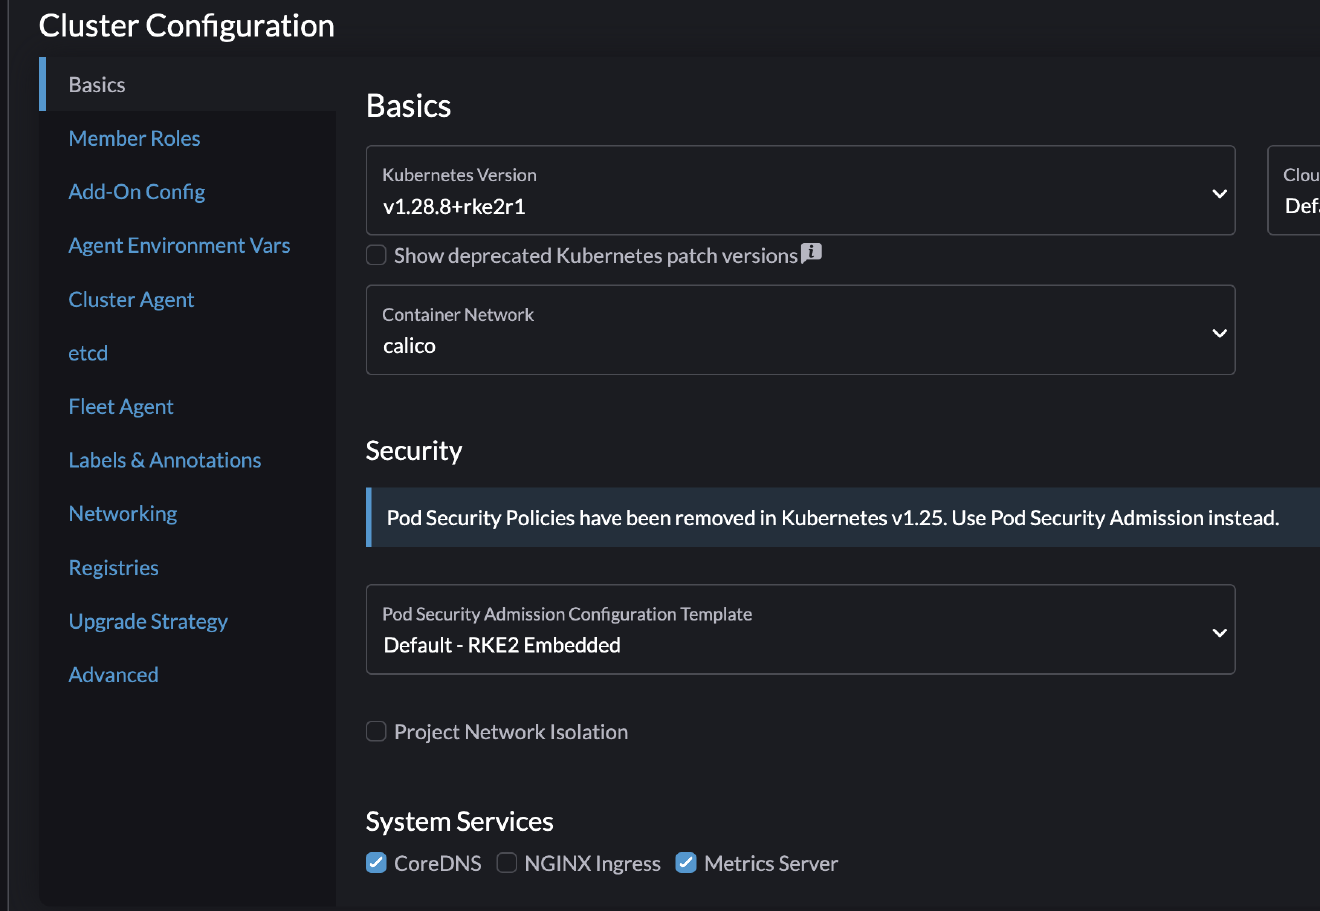 Cluster Configuration
Basics
Member Roles
Add-On Config
Agent Environment Vars
Cluster Agent
etcd
Fleet Agent
Labels & Annotations
Networking
Registries
Upgrade Strategy
Advanced
Basics
Kubernetes Version
v1.28.8+rke2r1
Clou
Def
Show deprecated Kubernetes patch versions
Container Network
calico
Security
Pod Security Policies have been removed in Kubernetes v1.25. Use Pod Security Admission instead.
Pod Security Admission Configuration Template
Default - RKE2 Embedded
Project Network Isolation
System Services
CoreDNS NGINX Ingress Metrics Server